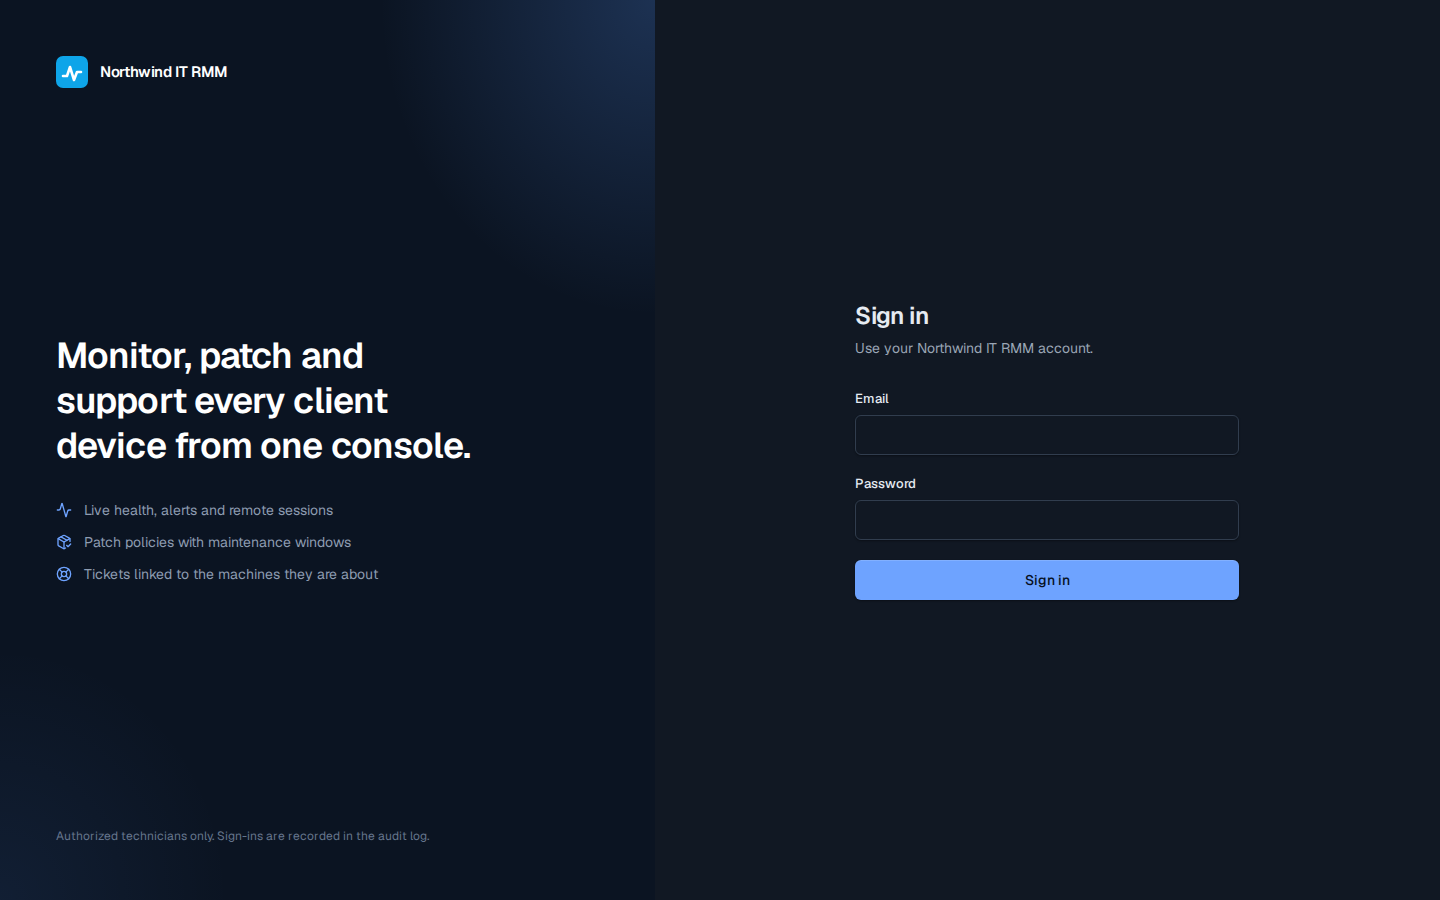 Northwind IT RMM
Monitor, patch and
support every client
device from one console.
Live health, alerts and remote sessions
Patch policies with maintenance windows
Tickets linked to the machines they are about
Authorized technicians only. Sign-ins are recorded in the audit log.
Sign in
Use your Northwind IT RMM account.
Email
Password
Sign in